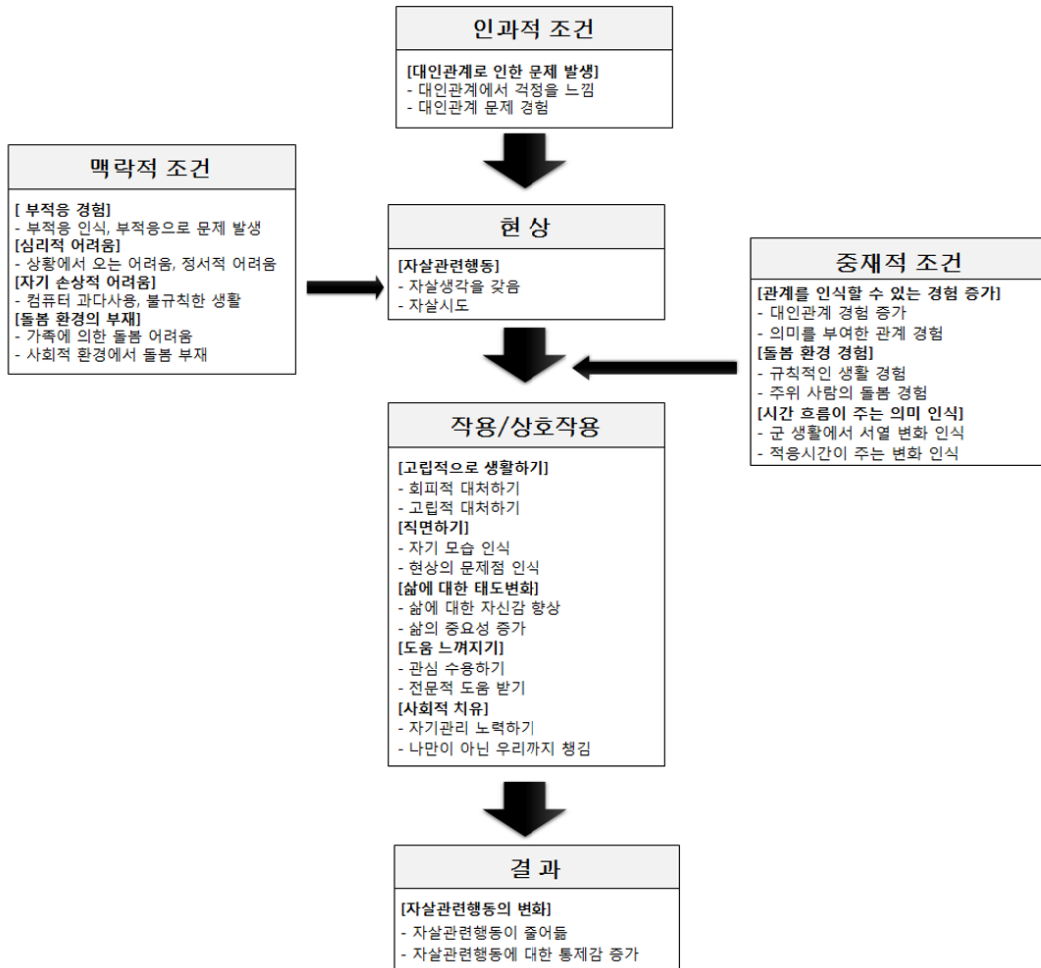 인과적 조건
[대인관계로 인한 문제 발생]
- 대인관계에서 걱정을 느낌
- 대인관계 문제 경험
맥락적 조건
[ 부적응 경험]
- 부적응 인식, 부적응으로 문제 발생
[심리적 어려움]
- 상황에서 오는 어려움, 정서적 어려움
[자기 손상적 어려움]
- 컴퓨터 과다사용, 불규칙한 생활
[돌봄 환경의 부재]
- 가족에 의한 돌봄 어려움
- 사회적 환경에서 돌봄 부재
현 상
[자살관련행동]
- 자살생각을 갖음
- 자살시도
중재적 조건
[관계를 인식할 수 있는 경험 증가]
- 대인관계 경험 증가
- 의미를 부여한 관계 경험
[돌봄 환경 경험]
- 규칙적인 생활 경험
- 주위 사람의 돌봄 경험
[시간 흐름이 주는 의미 인식]
- 군 생활에서 서열 변화 인식
- 적응시간이 주는 변화 인식
작용/상호작용
[고립적으로 생활하기]
- 회피적 대처하기
- 고립적 대처하기
[직면하기]
- 자기 모습 인식
- 현상의 문제점 인식
[삶에 대한 태도변화]
- 삶에 대한 자신감 향상
- 삶의 중요성 증가
[도움 느껴지기]
- 관심 수용하기
- 전문적 도움 받기
[사회적 치유]
- 자기관리 노력하기
- 나만이 아닌 우리까지 챙김
결 과
[자살관련행동의 변화]
- 자살관련행동이 줄어듦
- 자살관련행동에 대한 통제감 증가